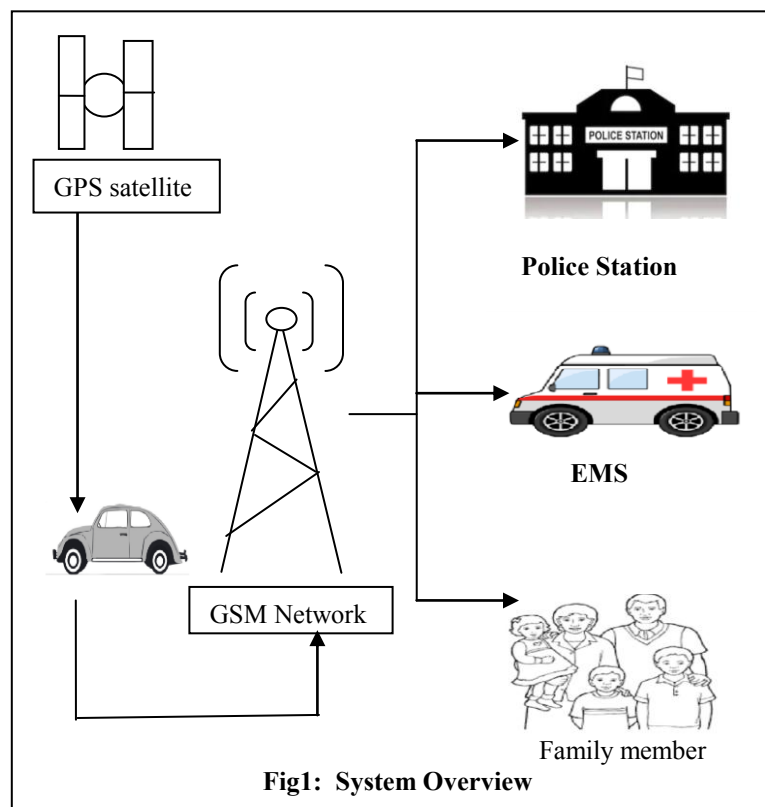 GPS satellite
POLICE STATION
Police Station
EMS
GSM Network
Family member
Fig1: System Overview